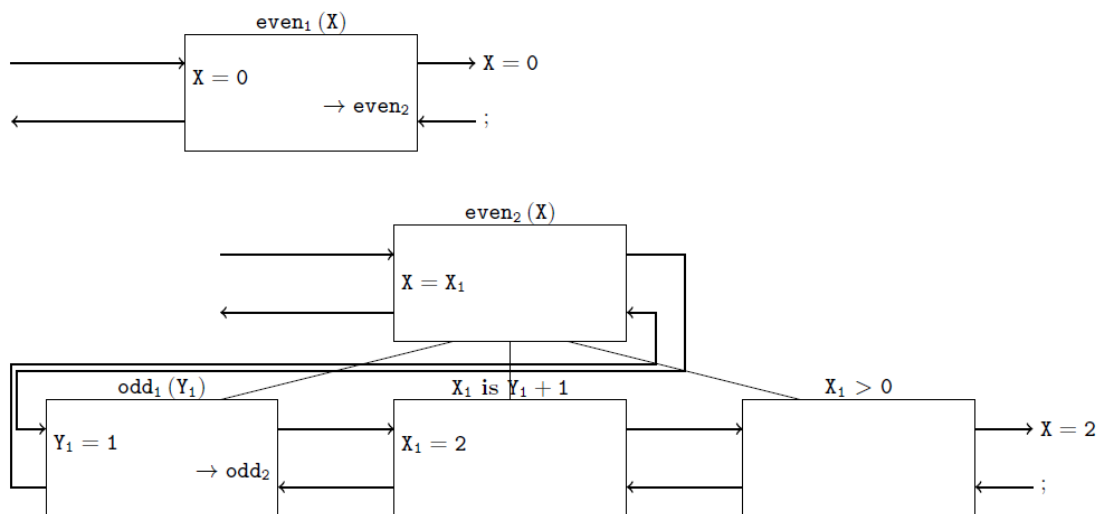 even₁ (X)
X = 0
X = 0
→ even₂
;
even₂ (X)
X = X₁
odd₁ (Y₁)
X₁ is Y₁ + 1
X₁ > 0
Y₁ = 1
X₁ = 2
X = 2
→ odd₂
;